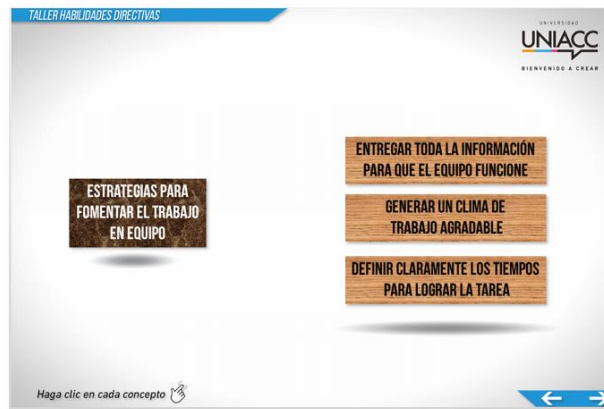 TALLER HABILIDADES DIRECTIVAS
UNIVERSIDAD
UNIACC
BIENVENIDO A CREAR
ESTRATEGIAS PARA
FOMENTAR EL TRABAJO
EN EQUIPO
ENTREGAR TODA LA INFORMACIÓN
PARA QUE EL EQUIPO FUNCIONE
GENERAR UN CLIMA DE
TRABAJO AGRADABLE
DEFINIR CLARAMENTE LOS TIEMPOS
PARA LOGRAR LA TAREA
Haga clic en cada concepto